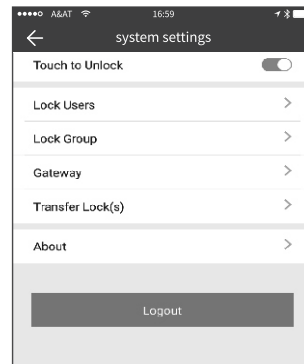 A&AT 16:59
system settings
Touch to Unlock
Lock Users
Lock Group
Gateway
Transfer Lock(s)
About
Logout